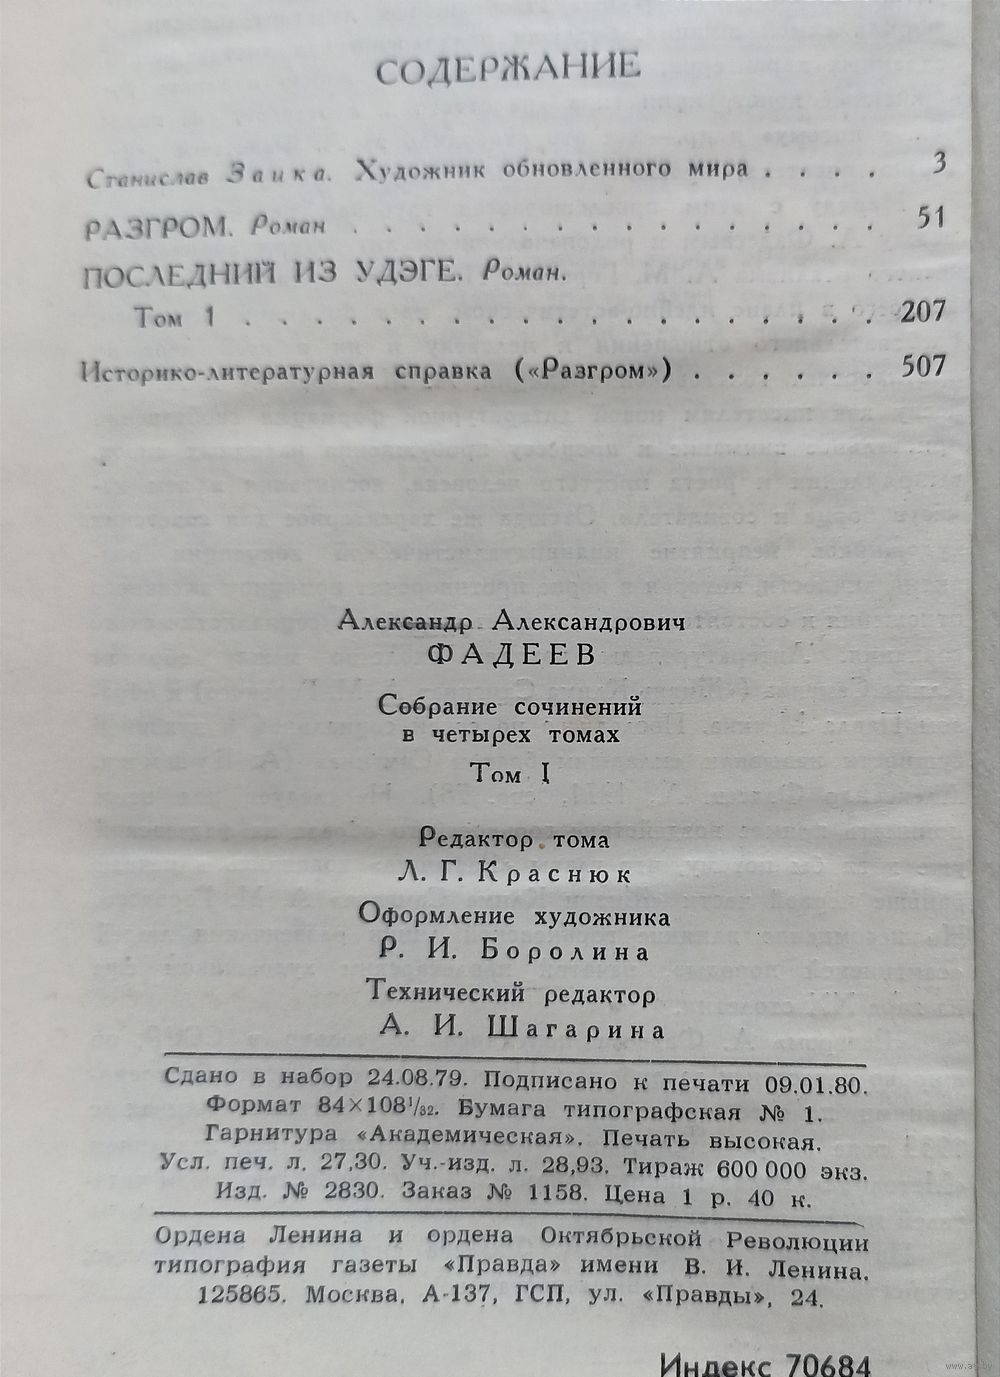 СОДЕРЖАНИЕ
Станислав Заика. Художник обновленного мира . . . . 3
РАЗГРОМ. Роман . . . . . . . . . . . . . . . . 51
ПОСЛЕДНИЙ ИЗ УДЭГЕ. Роман.
Том 1 . . . . . . . . . . . . . . . . . . . 207
Историко-литературная справка («Разгром») . . . . . . 507
Александр Александрович
ФАДЕЕВ
Собрание сочинений
в четырех томах
Том I
Редактор тома
Л. Г. Краснюк
Оформление художника
Р. И. Боролина
Технический редактор
А. И. Шагарина
Сдано в набор 24.08.79. Подписано к печати 09.01.80.
Формат 84×108¹/₃₂. Бумага типографская № 1.
Гарнитура «Академическая». Печать высокая.
Усл. печ. л. 27,30. Уч.-изд. л. 28,93. Тираж 600 000 экз.
Изд. № 2830. Заказ № 1158. Цена 1 р. 40 к.
Ордена Ленина и ордена Октябрьской Революции
типография газеты «Правда» имени В. И. Ленина.
125865. Москва, А-137, ГСП, ул. «Правды», 24.
Индекс 70684